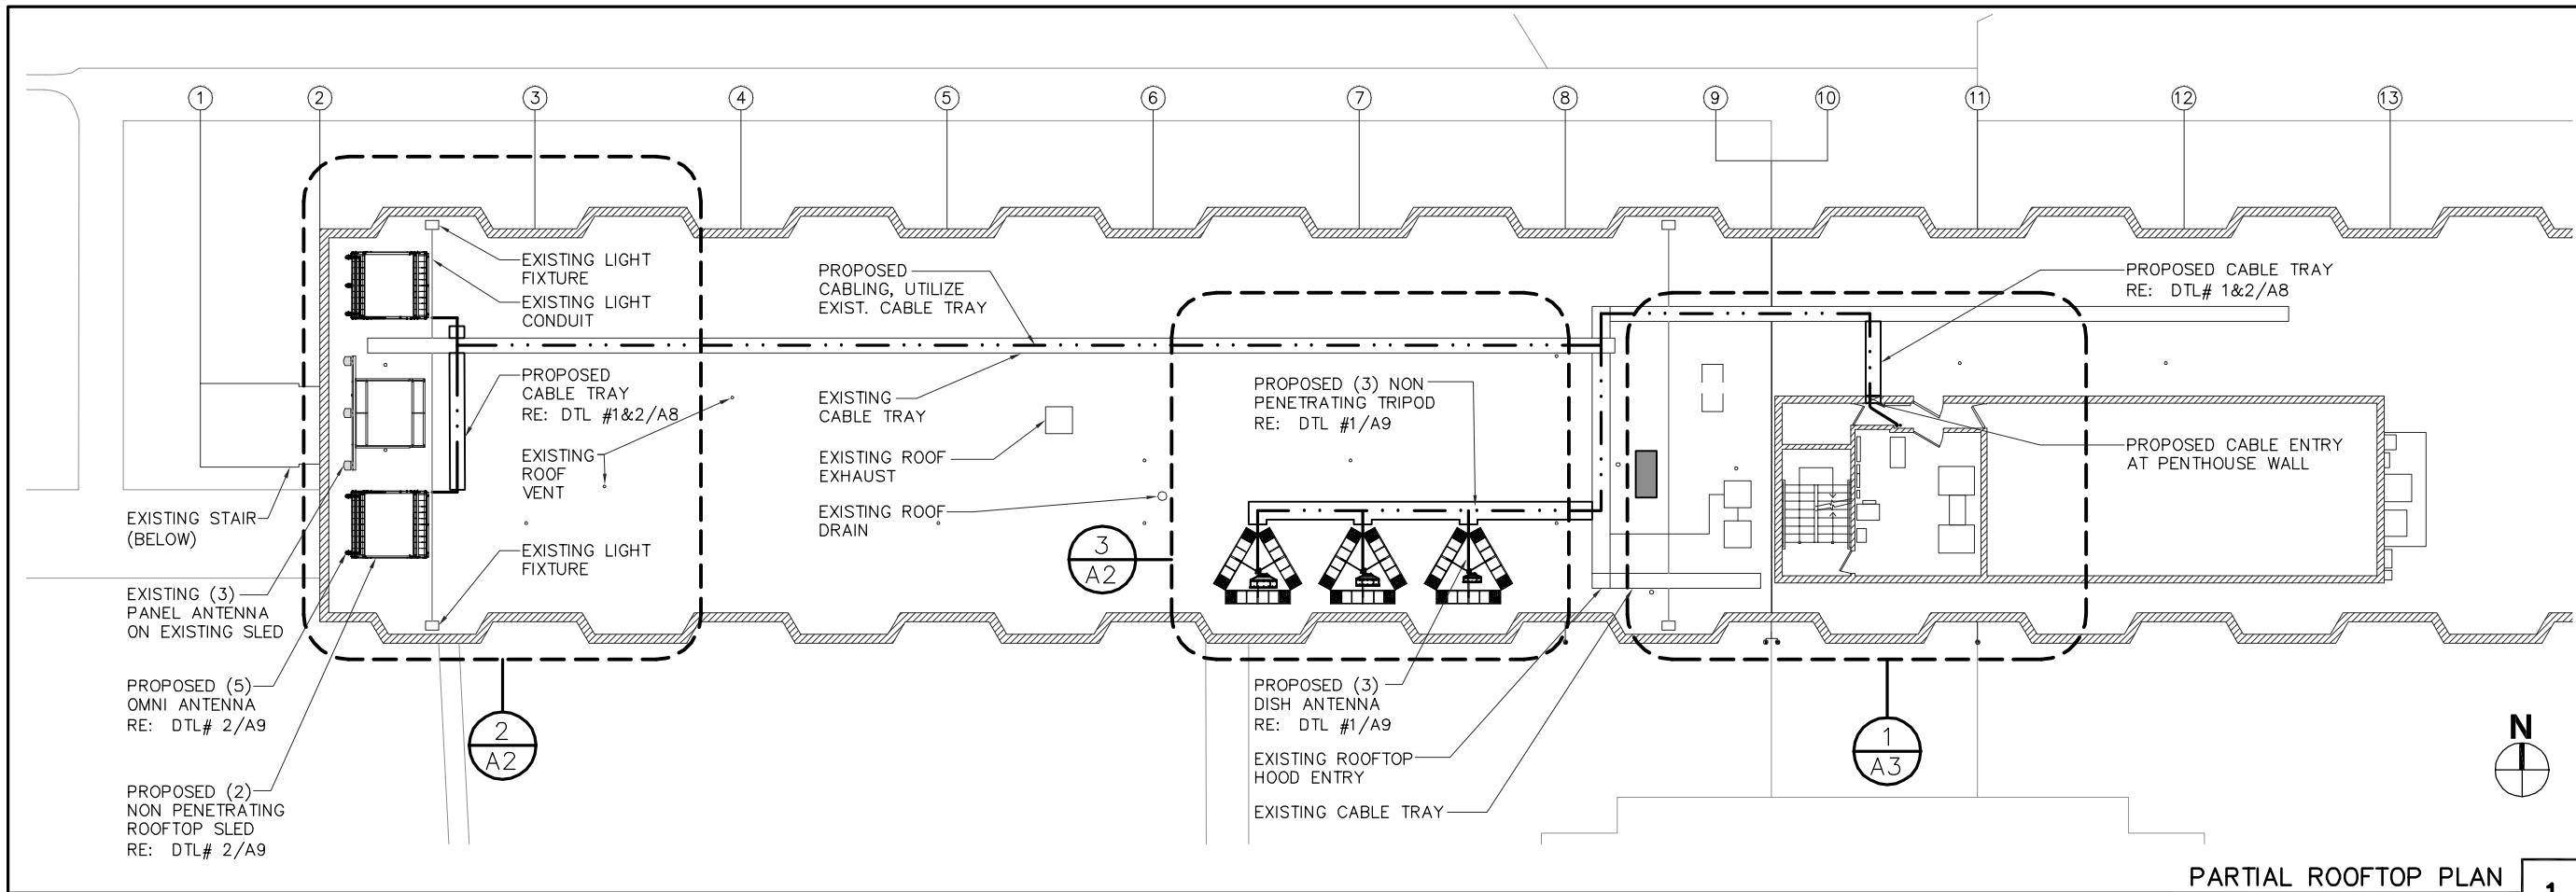 1
2
3
4
5
6
7
8
9
10
11
12
13
EXISTING LIGHT
FIXTURE
EXISTING LIGHT
CONDUIT
PROPOSED
CABLE TRAY
RE: DTL #1&2/A8
EXISTING
ROOF
VENT
EXISTING LIGHT
FIXTURE
PROPOSED
CABLING, UTILIZE
EXIST. CABLE TRAY
EXISTING
CABLE TRAY
EXISTING ROOF
EXHAUST
EXISTING ROOF
DRAIN
PROPOSED (3) NON
PENETRATING TRIPOD
RE: DTL #1/A9
PROPOSED CABLE TRAY
RE: DTL# 1&2/A8
PROPOSED CABLE ENTRY
AT PENTHOUSE WALL
EXISTING STAIR
(BELOW)
EXISTING (3)
PANEL ANTENNA
ON EXISTING SLED
PROPOSED (5)
OMNI ANTENNA
RE: DTL# 2/A9
PROPOSED (2)
NON PENETRATING
ROOFTOP SLED
RE: DTL# 2/A9
2
A2
3
A2
PROPOSED (3)
DISH ANTENNA
RE: DTL #1/A9
EXISTING ROOFTOP
HOOD ENTRY
EXISTING CABLE TRAY
1
A3
N
PARTIAL ROOFTOP PLAN
1